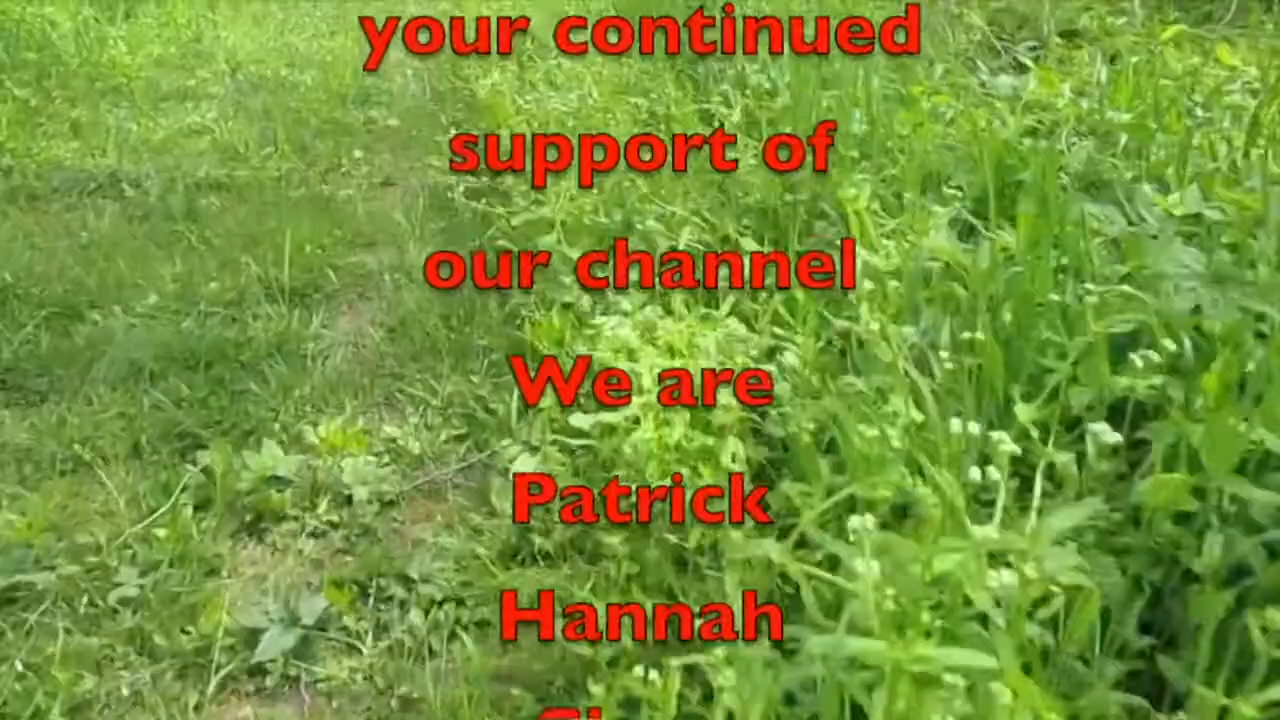 your continued
support of
our channel
We are
Patrick
Hannah